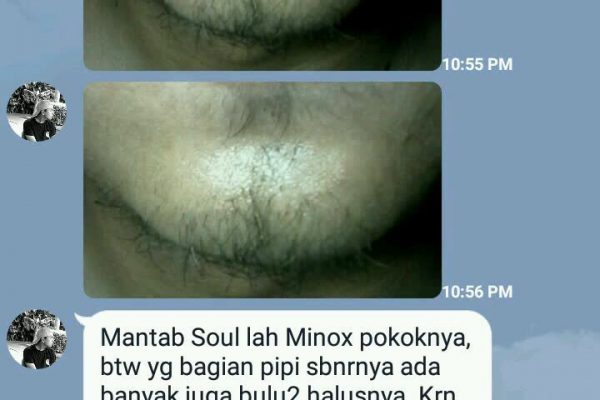 10:55 PM
10:56 PM
Mantab Soul lah Minox pokoknya,
btw yg bagian pipi sbnrnya ada
banyak juga bulu2 halusnya. Krn